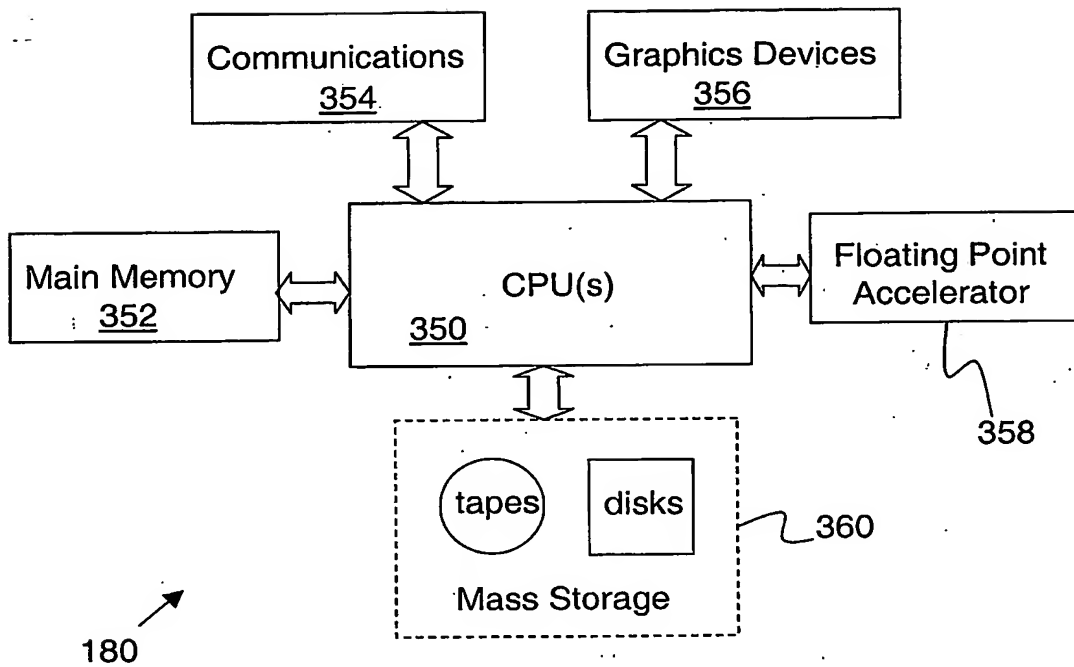 Communications
354
Graphics Devices
356
Main Memory
352
CPU(s)
350
Floating Point
Accelerator
358
tapes
disks
Mass Storage
360
180